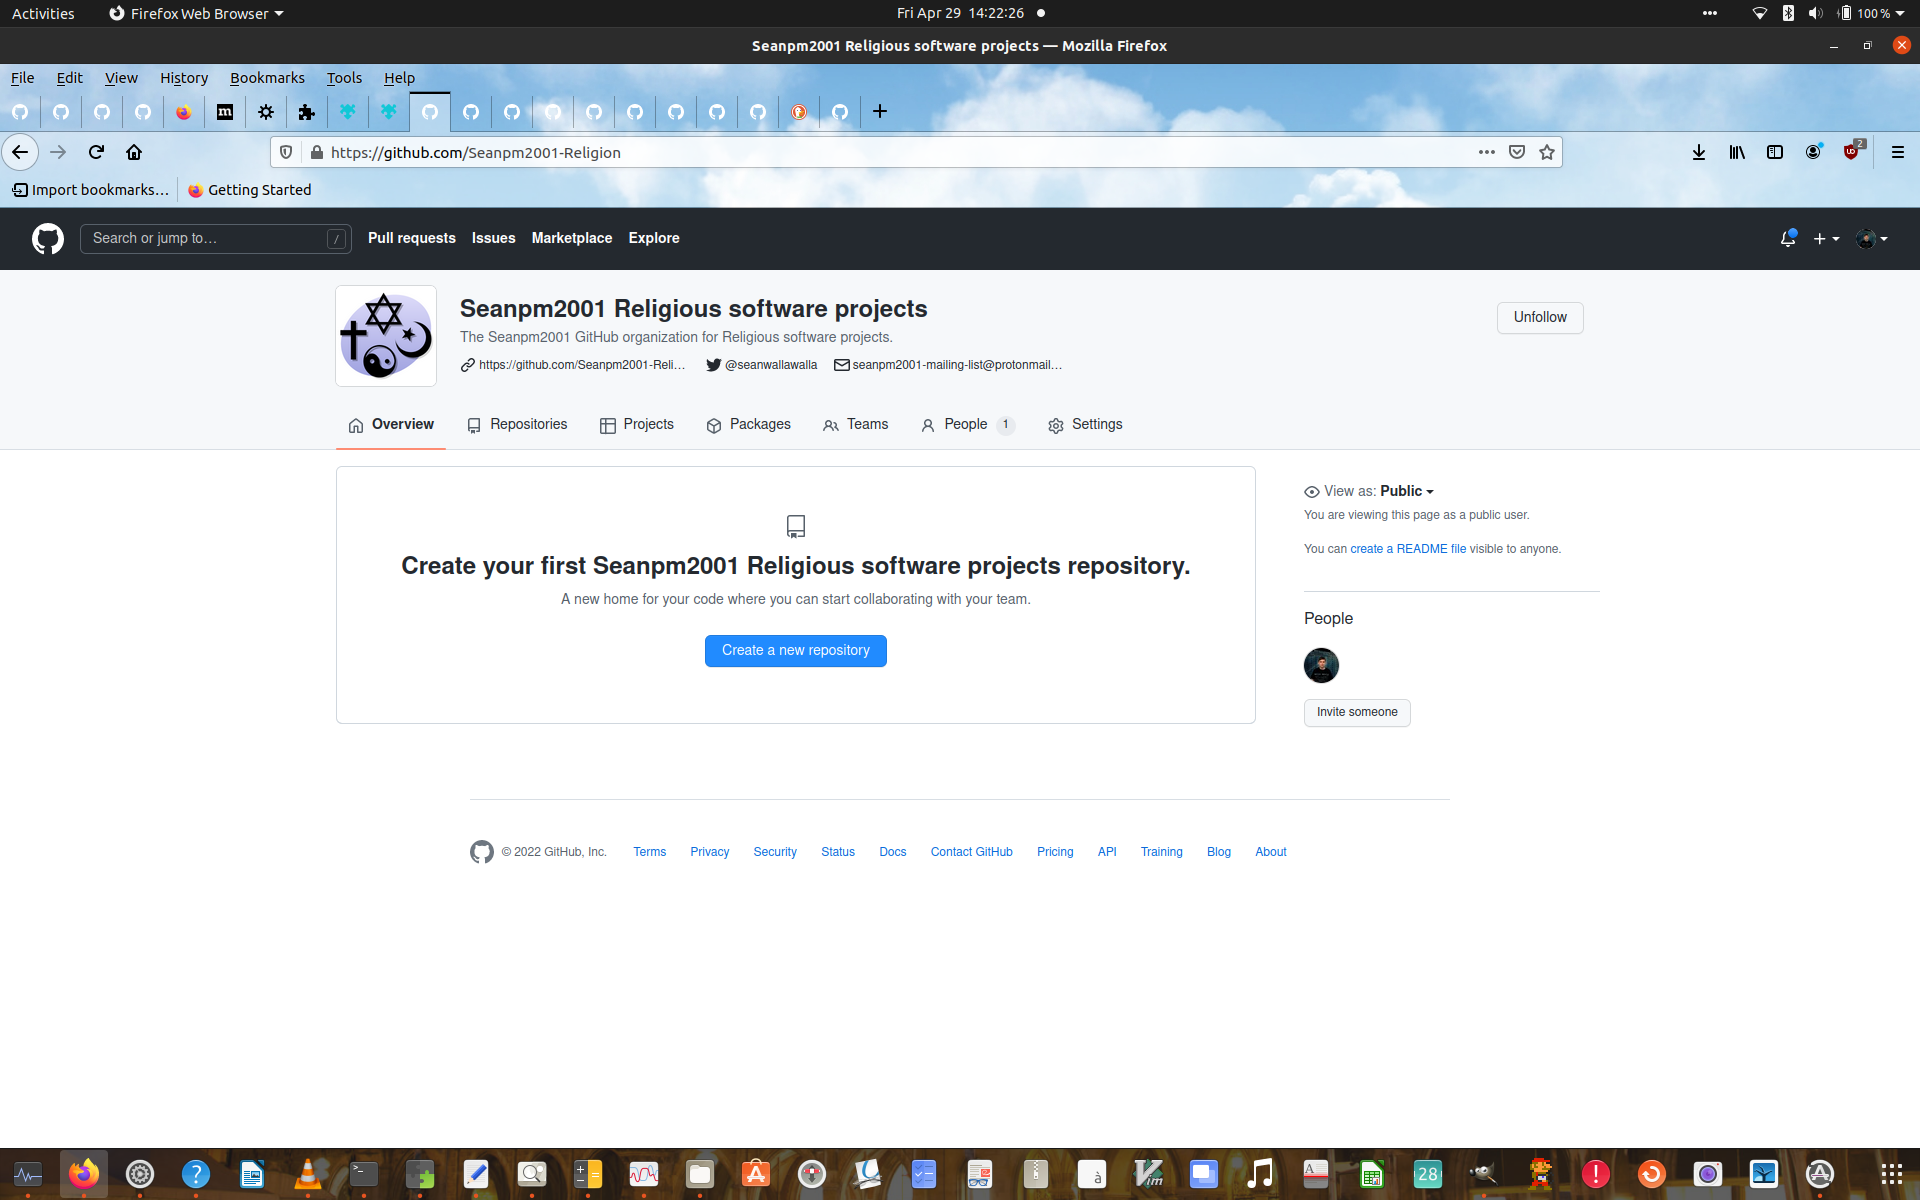 Activities Firefox Web Browser Fri Apr 29 14:22:26 100 %
Seanpm2001 Religious software projects — Mozilla Firefox
File Edit View History Bookmarks Tools Help
https://github.com/Seanpm2001-Religion 2
Import bookmarks… Getting Started
Search or jump to… / Pull requests Issues Marketplace Explore
Seanpm2001 Religious software projects
Unfollow
The Seanpm2001 GitHub organization for Religious software projects.
https://github.com/Seanpm2001-Reli… @seanwallawalla seanpm2001-mailing-list@protonmail…
Overview Repositories Projects Packages Teams People 1 Settings
View as: Public
You are viewing this page as a public user.
You can create a README file visible to anyone.
Create your first Seanpm2001 Religious software projects repository.
A new home for your code where you can start collaborating with your team.
Create a new repository
People
Invite someone
© 2022 GitHub, Inc. Terms Privacy Security Status Docs Contact GitHub Pricing API Training Blog About
28